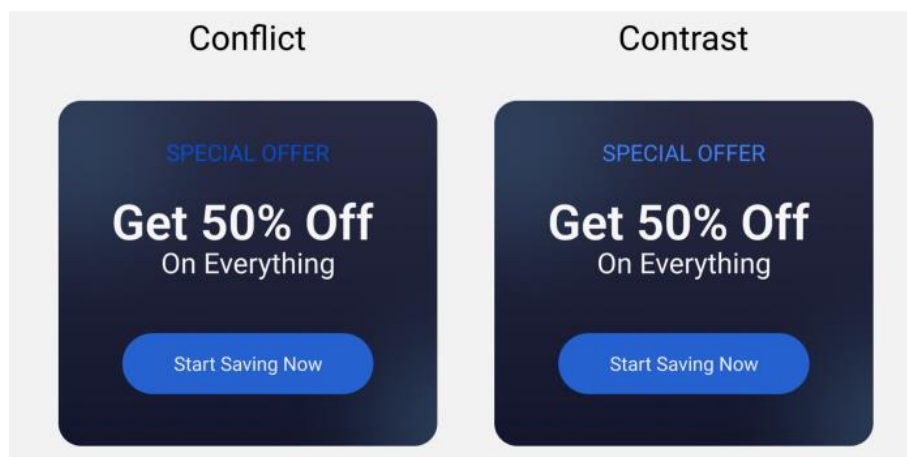 Conflict
Contrast
SPECIAL OFFER
Get 50% Off
On Everything
Start Saving Now
SPECIAL OFFER
Get 50% Off
On Everything
Start Saving Now